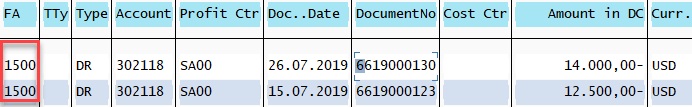 FA TTy Type Account Profit Ctr Doc..Date DocumentNo Cost Ctr Amount in DC Curr.
1500 DR 302118 SA00 26.07.2019 6619000130 14.000,00- USD
1500 DR 302118 SA00 15.07.2019 6619000123 12.500,00- USD